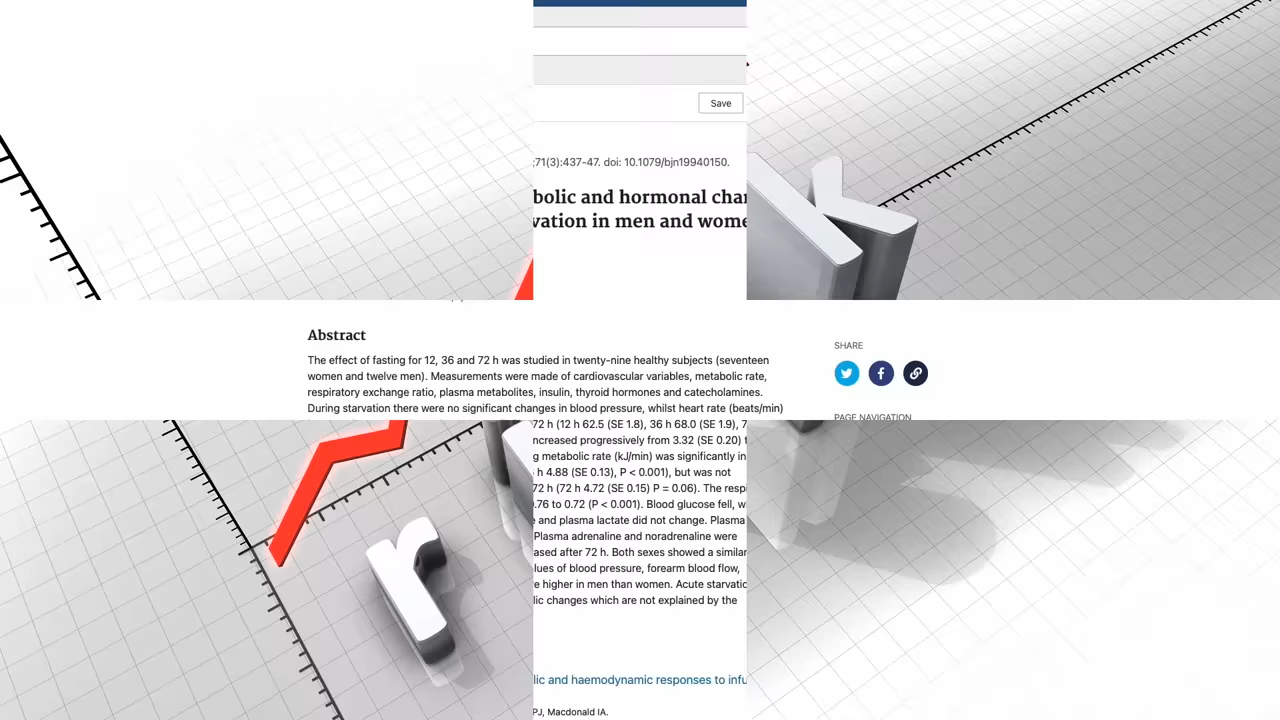 Save
;71(3):437-47. doi: 10.1079/bjn19940150.
bolic and hormonal
vation in men and
Abstract
The effect of fasting for 12, 36 and 72 h was studied in twenty-nine healthy subjects (seventeen
women and twelve men). Measurements were made of cardiovascular variables, metabolic rate,
respiratory exchange ratio, plasma metabolites, insulin, thyroid hormones and catecholamines.
During starvation there were no significant changes in blood pressure, whilst heart rate (beats/min)
72 h (12 h 62.5 (SE 1.8), 36 h 68.0 (SE 1.9), 7
ncreased progressively from 3.32 (SE 0.20)
g metabolic rate (kJ/min) was significantly in
h 4.88 (SE 0.13), P < 0.001), but was not
72 h (72 h 4.72 (SE 0.15) P = 0.06). The resp
.76 to 0.72 (P < 0.001). Blood glucose fell, w
e and plasma lactate did not change. Plasma
Plasma adrenaline and noradrenaline were
ased after 72 h. Both sexes showed a similar
lues of blood pressure, forearm blood flow,
e higher in men than women. Acute
lic changes which are not explained by the
lic and haemodynamic responses to infu
PJ, Macdonald IA.
SHARE
PAGE NAVIGATION
r